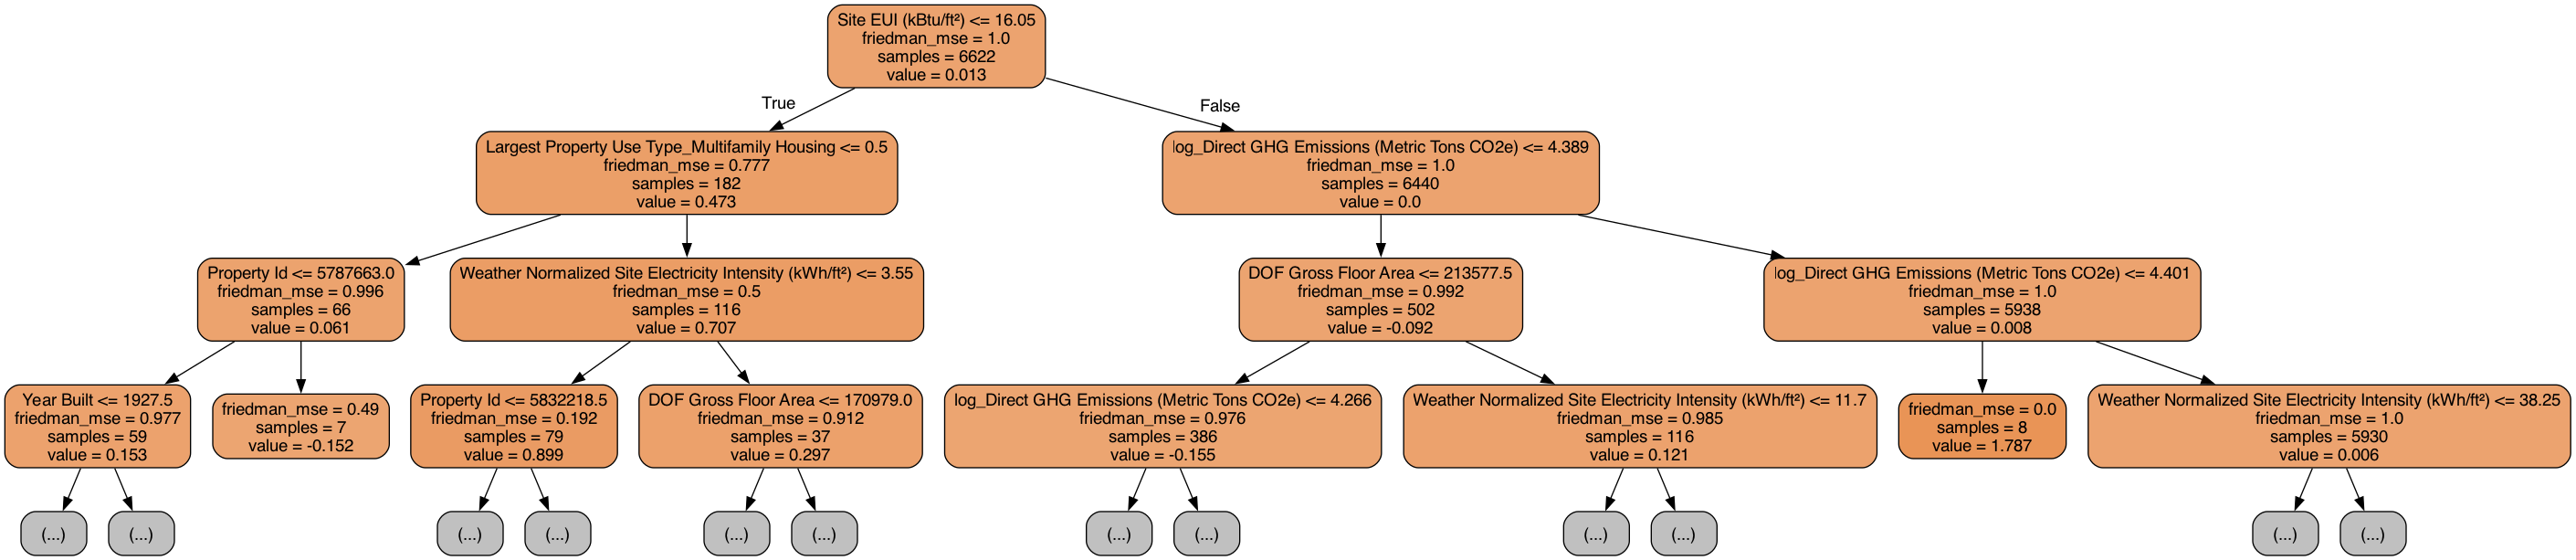 Site EUI (kBtu/ft²) <= 16.05
friedman_mse = 1.0
samples = 6622
value = 0.013
True
False
Largest Property Use Type_Multifamily Housing <= 0.5
friedman_mse = 0.777
samples = 182
value = 0.473
log_Direct GHG Emissions (Metric Tons CO2e) <= 4.389
friedman_mse = 1.0
samples = 6440
value = 0.0
Property Id <= 5787663.0
friedman_mse = 0.996
samples = 66
value = 0.061
Weather Normalized Site Electricity Intensity (kWh/ft²) <= 3.55
friedman_mse = 0.5
samples = 116
value = 0.707
DOF Gross Floor Area <= 213577.5
friedman_mse = 0.992
samples = 502
value = -0.092
log_Direct GHG Emissions (Metric Tons CO2e) <= 4.401
friedman_mse = 1.0
samples = 5938
value = 0.008
Year Built <= 1927.5
friedman_mse = 0.977
samples = 59
value = 0.153
friedman_mse = 0.49
samples = 7
value = -0.152
Property Id <= 5832218.5
friedman_mse = 0.192
samples = 79
value = 0.899
DOF Gross Floor Area <= 170979.0
friedman_mse = 0.912
samples = 37
value = 0.297
log_Direct GHG Emissions (Metric Tons CO2e) <= 4.266
friedman_mse = 0.976
samples = 386
value = -0.155
Weather Normalized Site Electricity Intensity (kWh/ft²) <= 11.7
friedman_mse = 0.985
samples = 116
value = 0.121
friedman_mse = 0.0
samples = 8
value = 1.787
Weather Normalized Site Electricity Intensity (kWh/ft²) <= 38.25
friedman_mse = 1.0
samples = 5930
value = 0.006
(...)
(...)
(...)
(...)
(...)
(...)
(...)
(...)
(...)
(...)
(...)
(...)